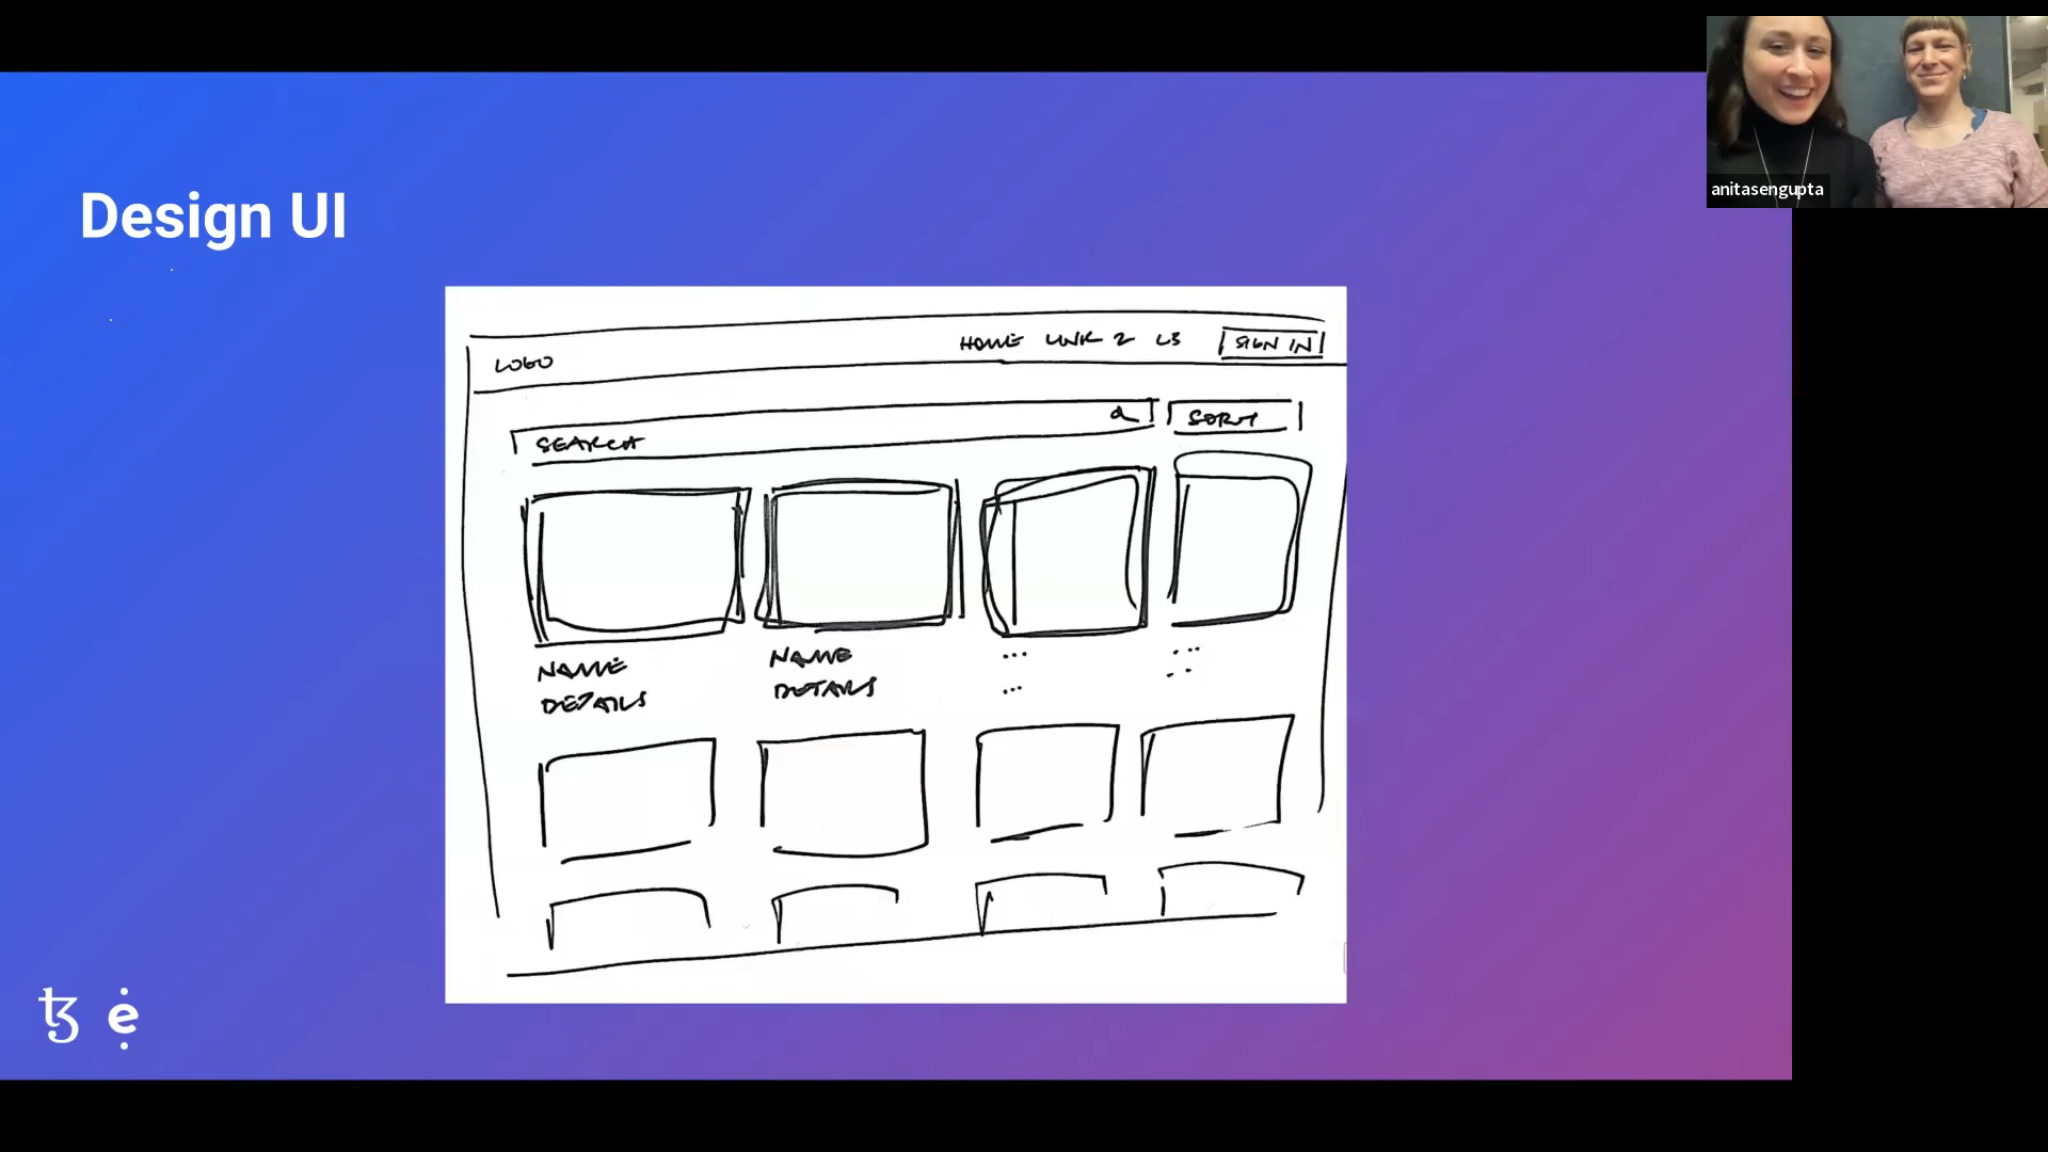 anitasengupta
Design UI
LOGO
HOME LINK 2 L3 SIGN IN
SEARCH
SORT
NAME
DETAILS
NAME
DETAILS
...
...
...
...
ꜩ e